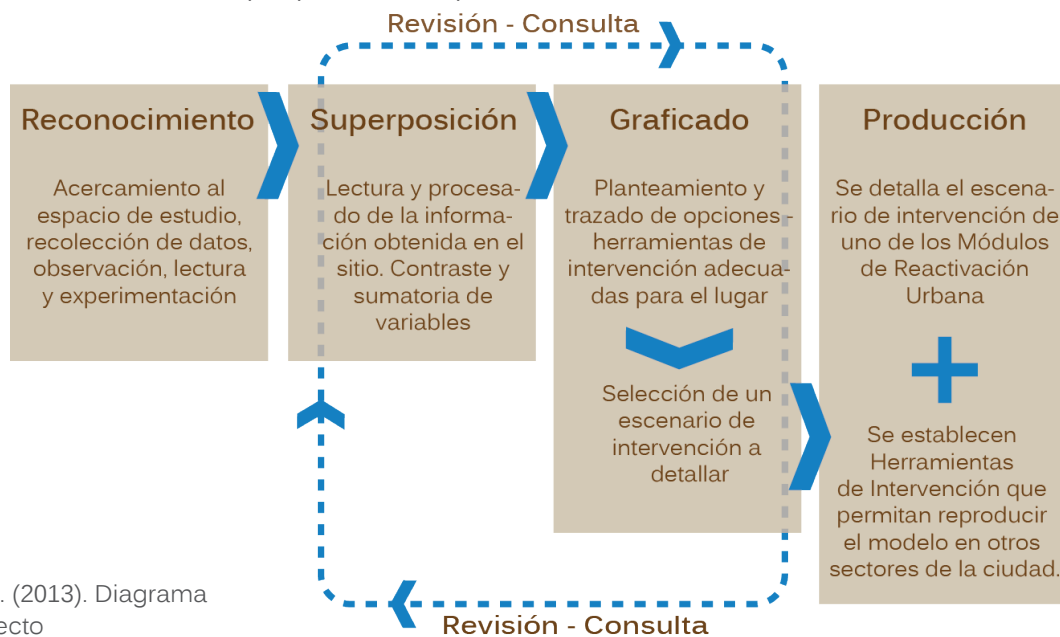 Revisión - Consulta
Reconocimiento
Acercamiento al
espacio de estudio,
recolección de datos,
observación, lectura
y experimentación
Superposición
Lectura y procesa-
do de la informa-
ción obtenida en el
sitio. Contraste y
sumatoria de
variables
Graficado
Planteamiento y
trazado de opciones -
herramientas de
intervención adecua-
das para el lugar
Selección de un
escenario de
intervención a
detallar
Producción
Se detalla el escena-
rio de intervención de
uno de los Módulos
de Reactivación
Urbana
Se establecen
Herramientas
de Intervención que
permitan reproducir
el modelo en otros
sectores de la ciudad.
Revisión - Consulta
. (2013). Diagrama
ecto